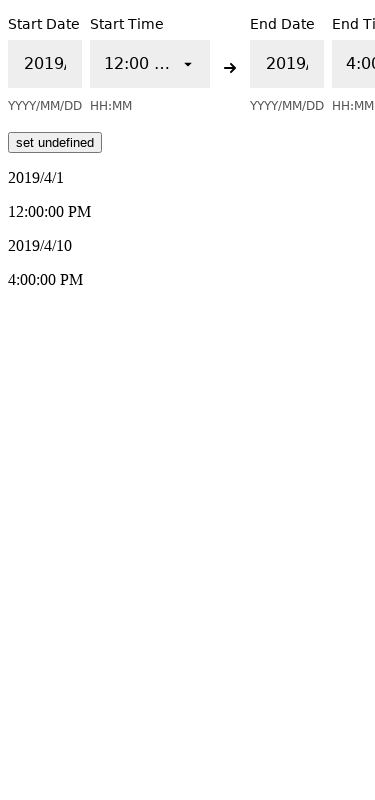 Start Date Start Time End Date End Ti
2019/ 12:00 ... 2019/ 4:00
YYYY/MM/DD HH:MM YYYY/MM/DD HH:MM
set undefined
2019/4/1
12:00:00 PM
2019/4/10
4:00:00 PM